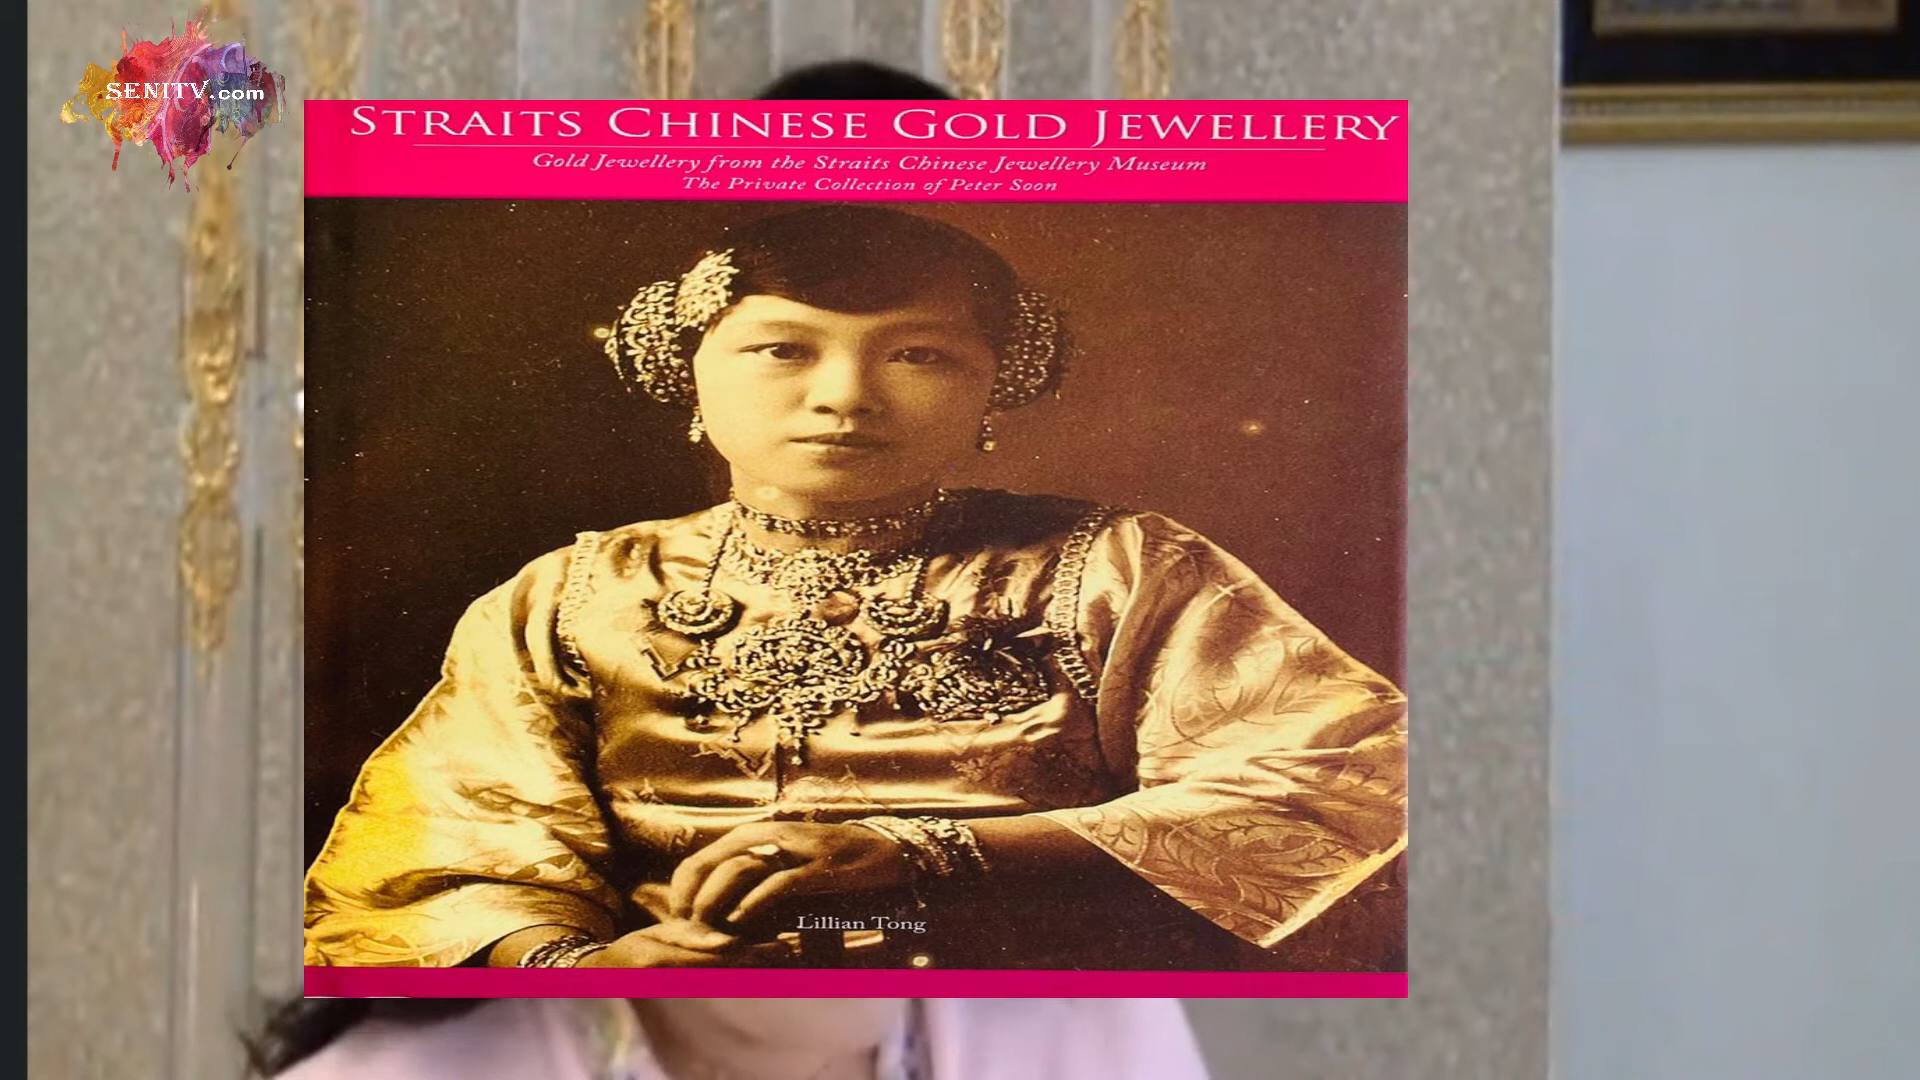 SENITV.com
STRAITS CHINESE GOLD JEWELLERY
Gold Jewellery from the Straits Chinese Jewellery Museum
The Private Collection of Peter Soon
Lillian Tong